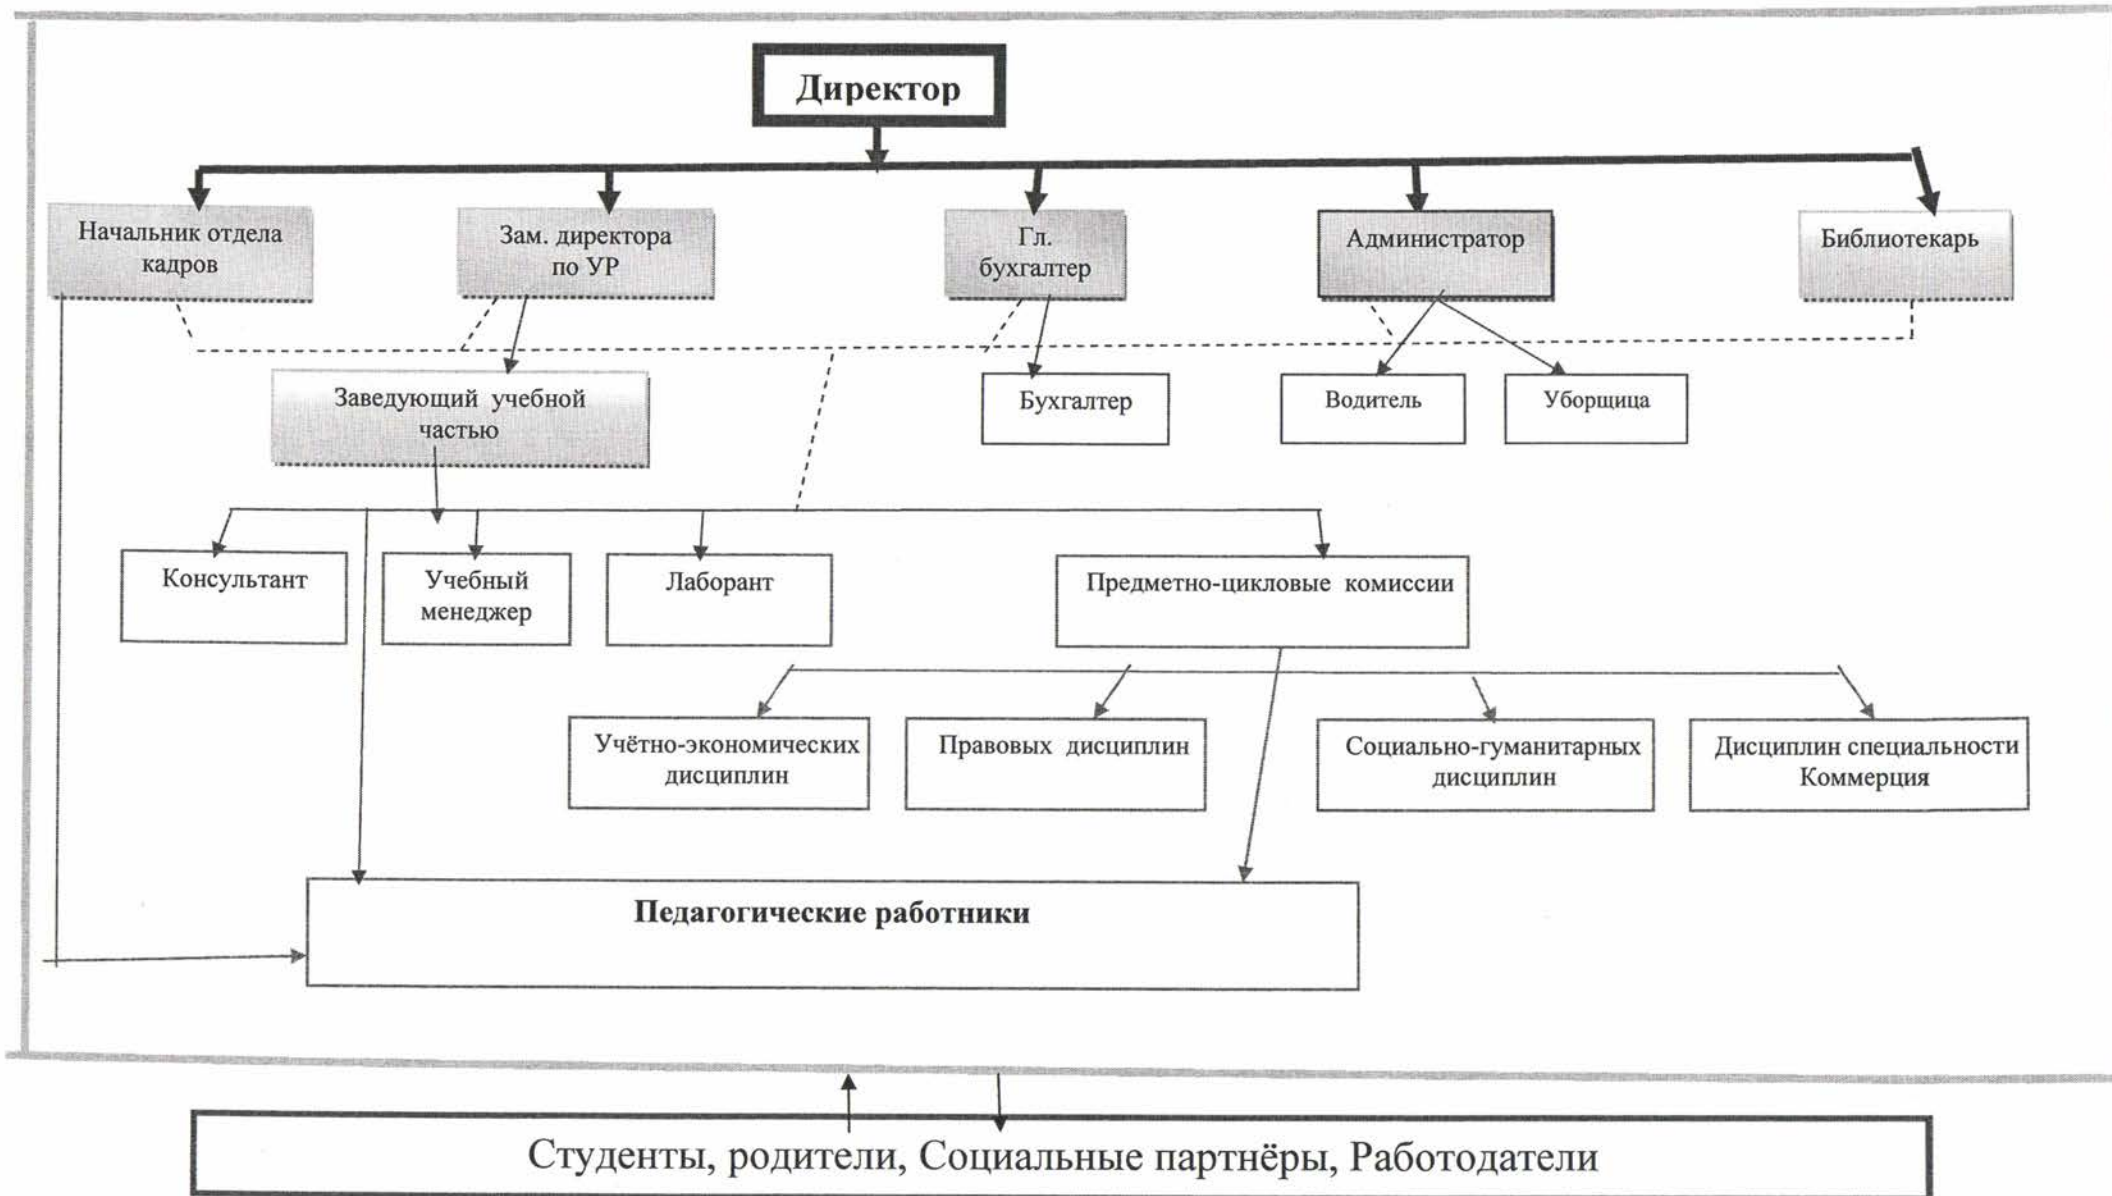 Директор
Начальник отдела
кадров
Зам. директора
по УР
Гл.
бухгалтер
Администратор
Библиотекарь
Заведующий учебной
частью
Бухгалтер
Водитель
Уборщица
Консультант
Учебный
менеджер
Лаборант
Предметно-цикловые комиссии
Учётно-экономических
дисциплин
Правовых дисциплин
Социально-гуманитарных
дисциплин
Дисциплин специальности
Коммерция
Педагогические работники
Студенты, родители, Социальные партнёры, Работодатели